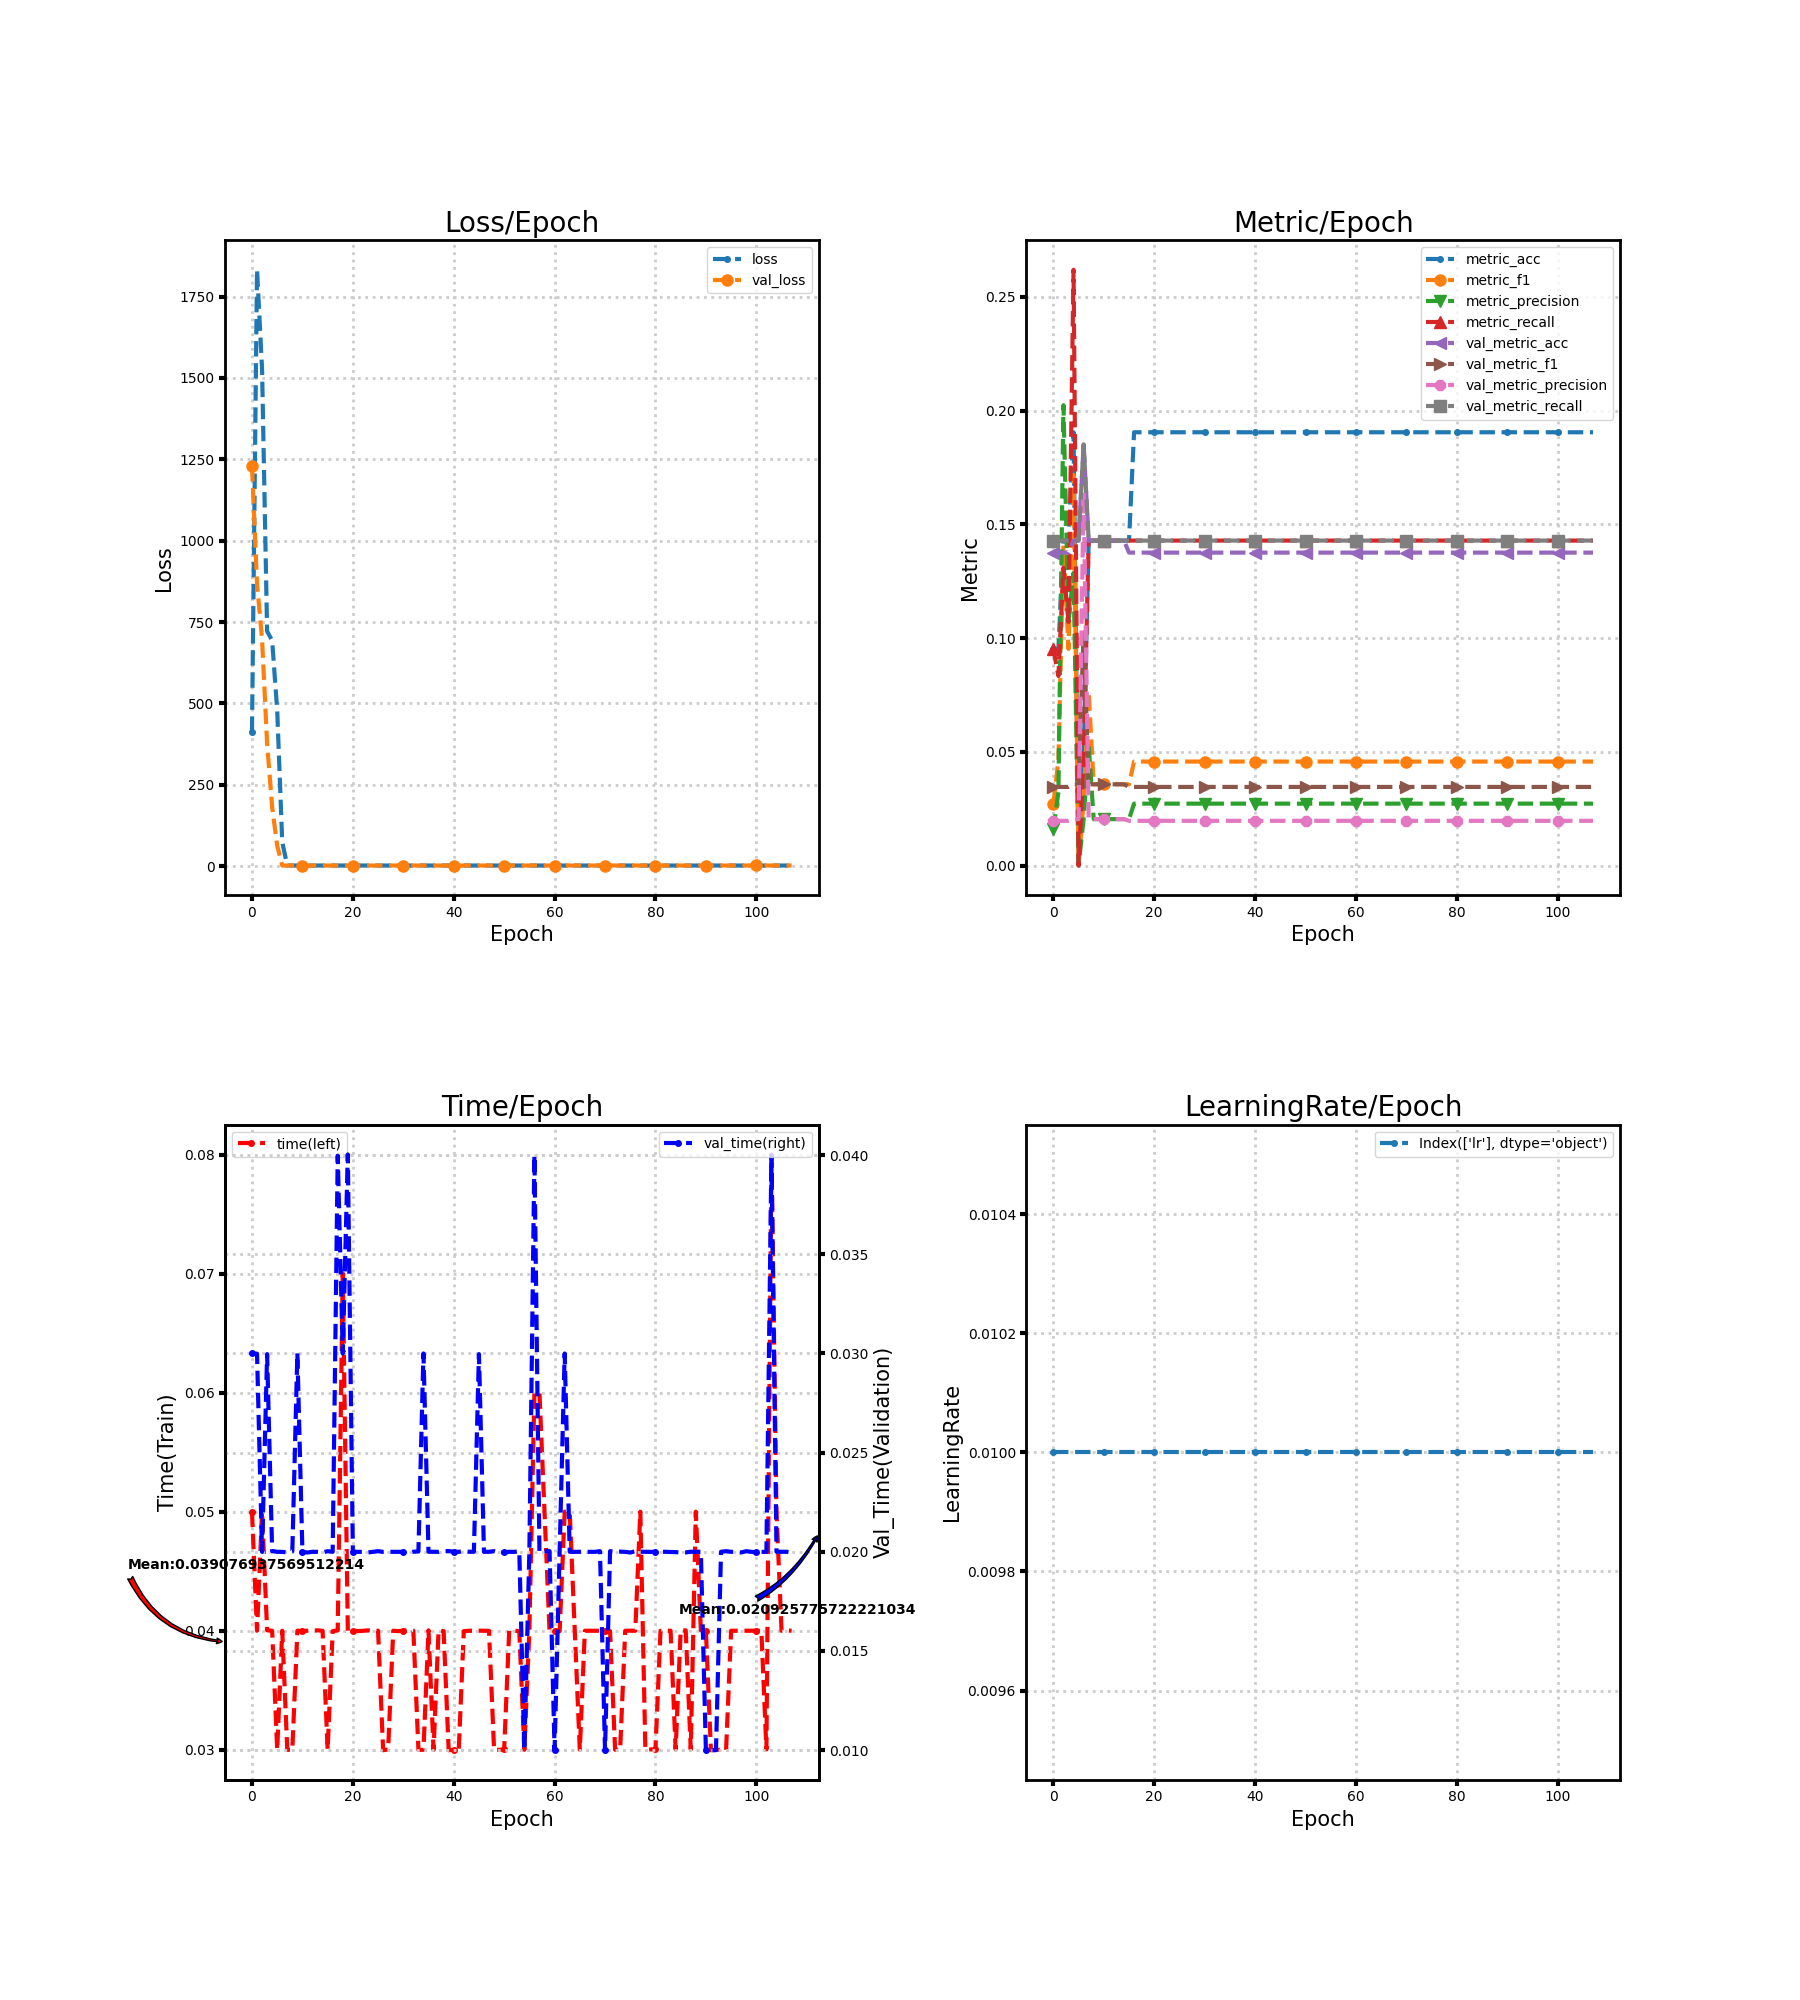 Loss/Epoch
Loss
1750
1500
1250
1000
750
500
250
0
0 20 40 60 80 100
Epoch
loss
val_loss
Metric/Epoch
Metric
0.25
0.20
0.15
0.10
0.05
0.00
0 20 40 60 80 100
Epoch
metric_acc
metric_f1
metric_precision
metric_recall
val_metric_acc
val_metric_f1
val_metric_precision
val_metric_recall
Time/Epoch
Time(Train)
0.08
0.07
0.06
0.05
0.04
0.03
time(left)
val_time(right)
Mean:0.039076937569512214
Mean:0.020925775722221034
0.040
0.035
0.030
0.025
0.020
0.015
0.010
Val_Time(Validation)
0 20 40 60 80 100
Epoch
LearningRate/Epoch
LearningRate
0.0104
0.0102
0.0100
0.0098
0.0096
Index(['lr'], dtype='object')
0 20 40 60 80 100
Epoch